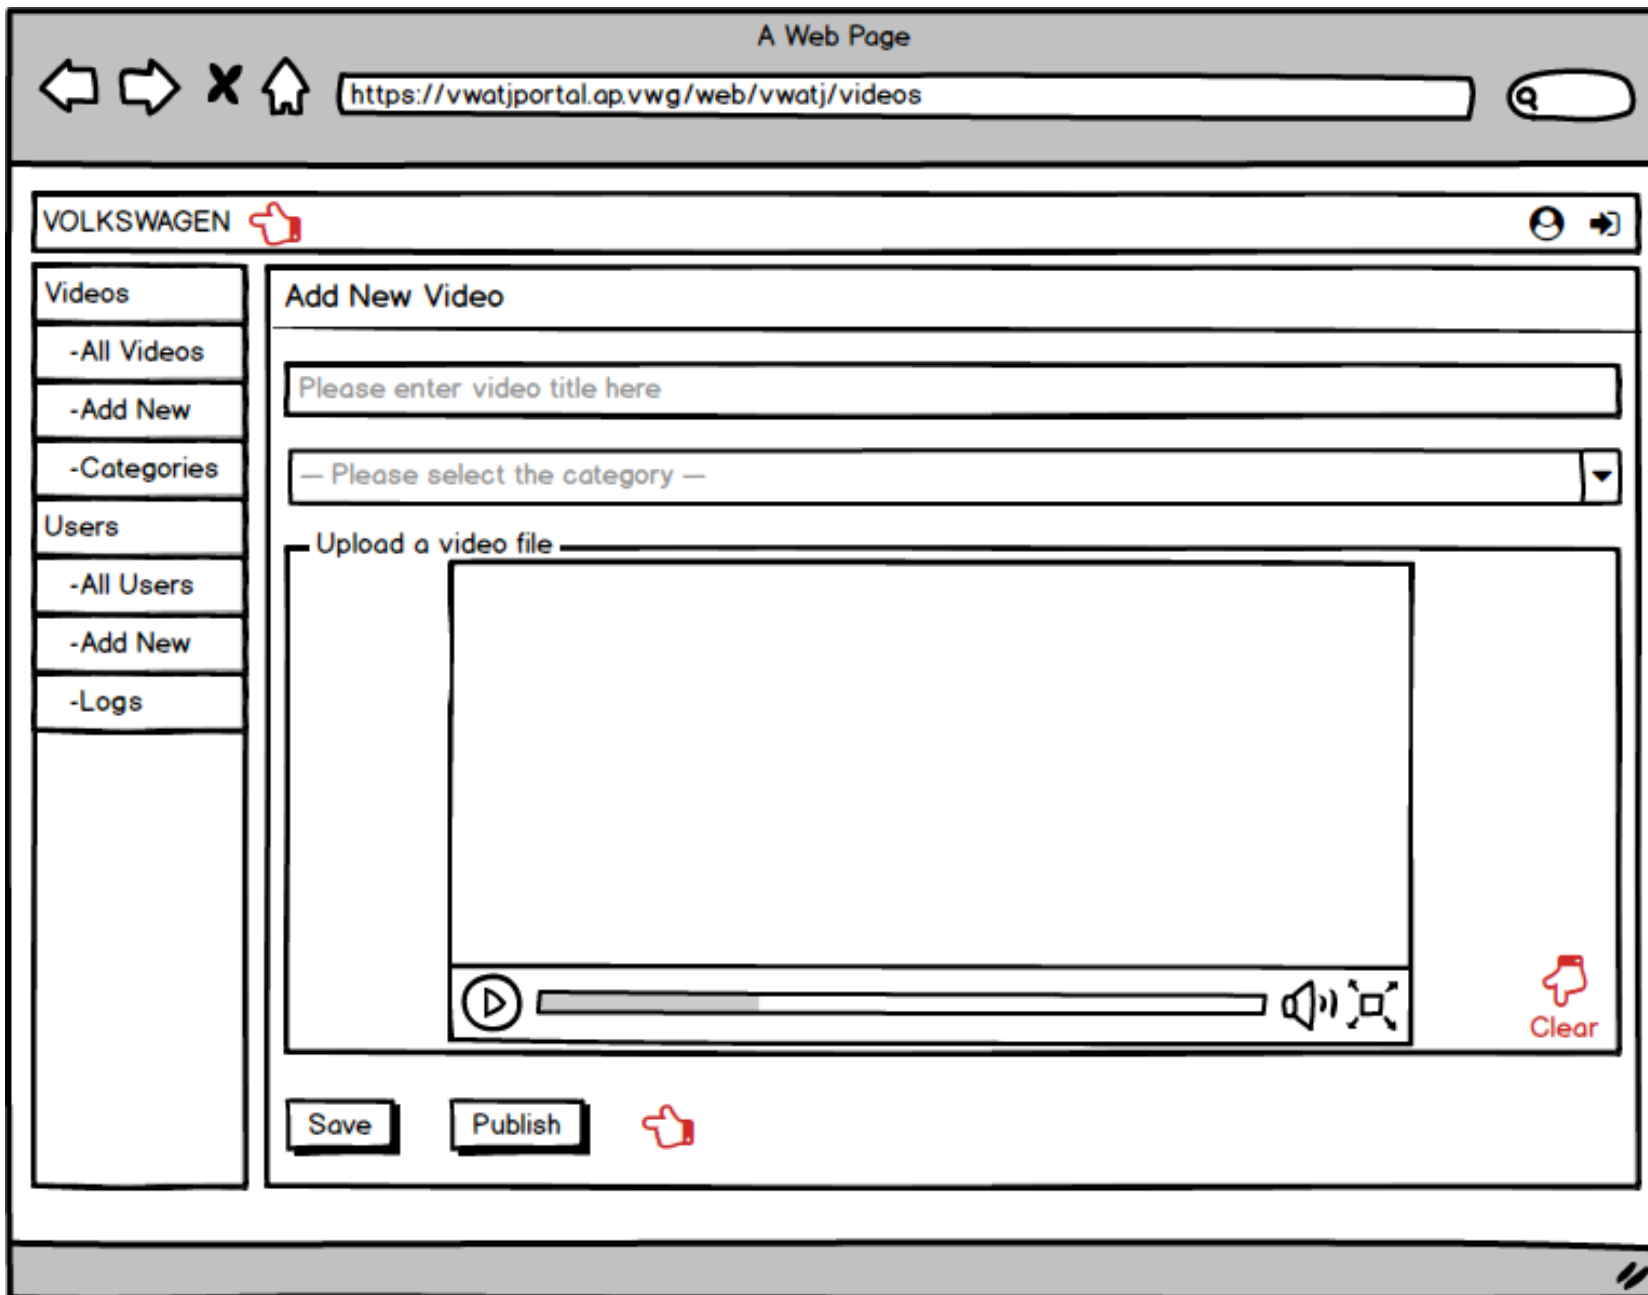 A Web Page
https://vwatjportal.ap.vwg/web/vwatj/videos
VOLKSWAGEN
Videos
-All Videos
-Add New
-Categories
Users
-All Users
-Add New
-Logs
Add New Video
Please enter video title here
— Please select the category —
Upload a video file
Clear
Save
Publish